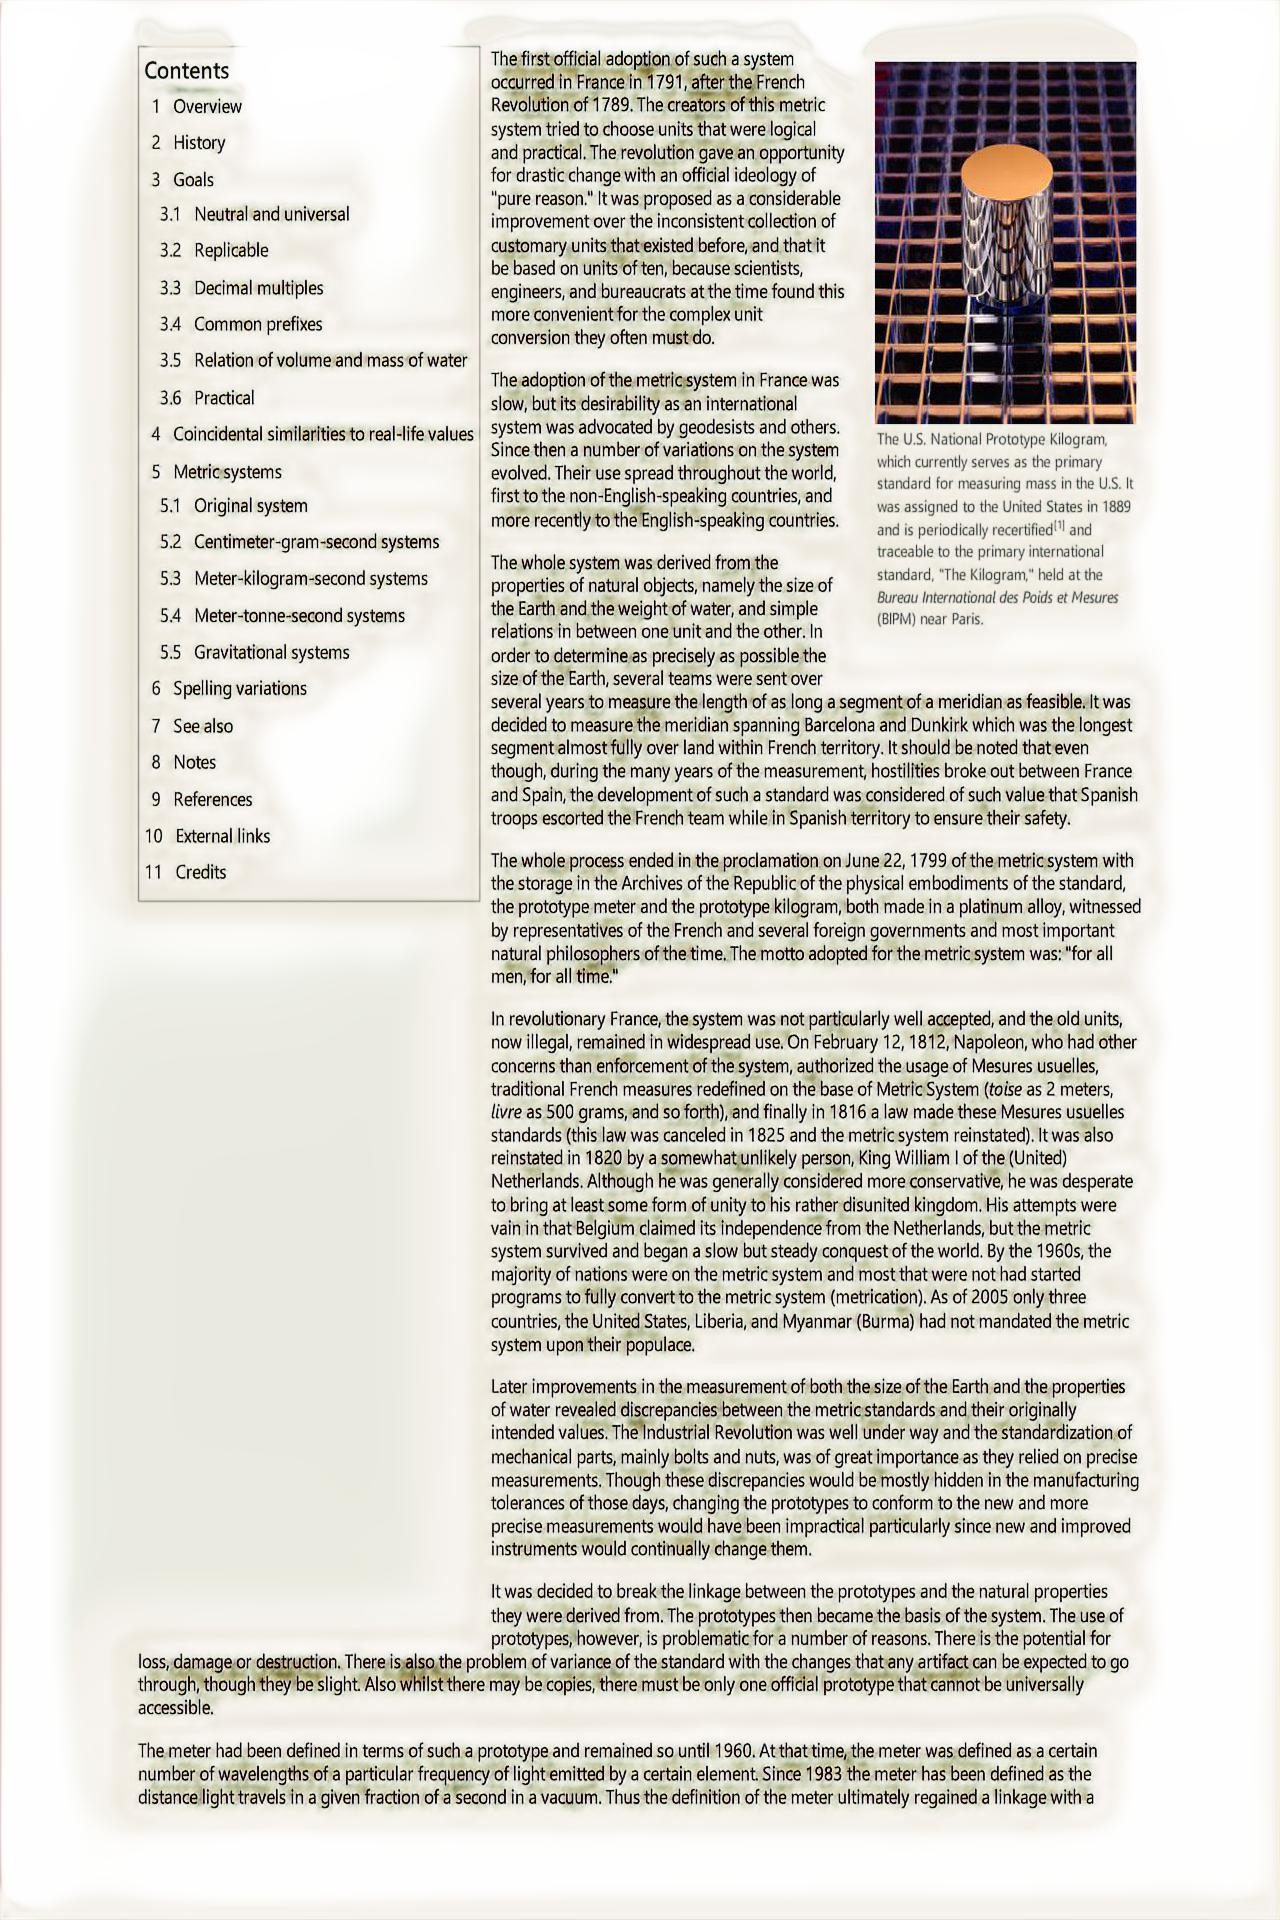 Contents
1 Overview
2 History
3 Goals
3.1 Neutral and universal
3.2 Replicable
3.3 Decimal multiples
3.4 Common prefixes
3.5 Relation of volume and mass of water
3.6 Practical
4 Coincidental similarities to real-life values
5 Metric systems
5.1 Original system
5.2 Centimeter-gram-second systems
5.3 Meter-kilogram-second systems
5.4 Meter-tonne-second systems
5.5 Gravitational systems
6 Spelling variations
7 See also
8 Notes
9 References
10 External links
11 Credits
The first official adoption of such a system
occurred in France in 1791, after the French
Revolution of 1789. The creators of this metric
system tried to choose units that were logical
and practical. The revolution gave an opportunity
for drastic change with an official ideology of
"pure reason." It was proposed as a considerable
improvement over the inconsistent collection of
customary units that existed before, and that it
be based on units of ten, because scientists,
engineers, and bureaucrats at the time found this
more convenient for the complex unit
conversion they often must do.
The adoption of the metric system in France was
slow, but its desirability as an international
system was advocated by geodesists and others.
Since then a number of variations on the system
evolved. Their use spread throughout the world,
first to the non-English-speaking countries, and
more recently to the English-speaking countries.
The U.S. National Prototype Kilogram,
which currently serves as the primary
standard for measuring mass in the U.S. It
was assigned to the United States in 1889
and is periodically recertified[1] and
traceable to the primary international
standard, "The Kilogram," held at the
Bureau International des Poids et Mesures
(BIPM) near Paris.
The whole system was derived from the
properties of natural objects, namely the size of
the Earth and the weight of water, and simple
relations in between one unit and the other. In
order to determine as precisely as possible the
size of the Earth, several teams were sent over
several years to measure the length of as long a segment of a meridian as feasible. It was
decided to measure the meridian spanning Barcelona and Dunkirk which was the longest
segment almost fully over land within French territory. It should be noted that even
though, during the many years of the measurement, hostilities broke out between France
and Spain, the development of such a standard was considered of such value that Spanish
troops escorted the French team while in Spanish territory to ensure their safety.
The whole process ended in the proclamation on June 22, 1799 of the metric system with
the storage in the Archives of the Republic of the physical embodiments of the standard,
the prototype meter and the prototype kilogram, both made in a platinum alloy, witnessed
by representatives of the French and several foreign governments and most important
natural philosophers of the time. The motto adopted for the metric system was: "for all
men, for all time."
In revolutionary France, the system was not particularly well accepted, and the old units,
now illegal, remained in widespread use. On February 12, 1812, Napoleon, who had other
concerns than enforcement of the system, authorized the usage of Mesures usuelles,
traditional French measures redefined on the base of Metric System (toise as 2 meters,
livre as 500 grams, and so forth), and finally in 1816 a law made these Mesures usuelles
standards (this law was canceled in 1825 and the metric system reinstated). It was also
reinstated in 1820 by a somewhat unlikely person, King William I of the (United)
Netherlands. Although he was generally considered more conservative, he was desperate
to bring at least some form of unity to his rather disunited kingdom. His attempts were
vain in that Belgium claimed its independence from the Netherlands, but the metric
system survived and began a slow but steady conquest of the world. By the 1960s, the
majority of nations were on the metric system and most that were not had started
programs to fully convert to the metric system (metrication). As of 2005 only three
countries, the United States, Liberia, and Myanmar (Burma) had not mandated the metric
system upon their populace.
Later improvements in the measurement of both the size of the Earth and the properties
of water revealed discrepancies between the metric standards and their originally
intended values. The Industrial Revolution was well under way and the standardization of
mechanical parts, mainly bolts and nuts, was of great importance as they relied on precise
measurements. Though these discrepancies would be mostly hidden in the manufacturing
tolerances of those days, changing the prototypes to conform to the new and more
precise measurements would have been impractical particularly since new and improved
instruments would continually change them.
It was decided to break the linkage between the prototypes and the natural properties
they were derived from. The prototypes then became the basis of the system. The use of
prototypes, however, is problematic for a number of reasons. There is the potential for
loss, damage or destruction. There is also the problem of variance of the standard with the changes that any artifact can be expected to go
through, though they be slight. Also whilst there may be copies, there must be only one official prototype that cannot be universally
accessible.
The meter had been defined in terms of such a prototype and remained so until 1960. At that time, the meter was defined as a certain
number of wavelengths of a particular frequency of light emitted by a certain element. Since 1983 the meter has been defined as the
distance light travels in a given fraction of a second in a vacuum. Thus the definition of the meter ultimately regained a linkage with a